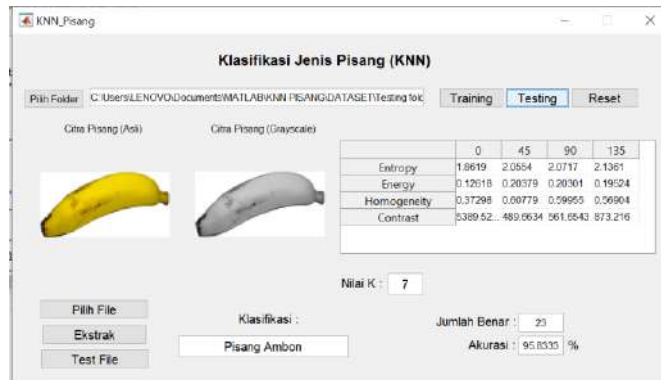 KNN_Pisang
Klasifikasi Jenis Pisang (KNN)
Pilih Folder C:\Users\LENOVO\Documents\MATLAB\KNN PISANG\DATASET\Testing folc Training Testing Reset
Citra Pisang (Asli) Citra Pisang (Grayscale)
0 45 90 135
Entropy 1.8619 2.0554 2.0717 2.1361
Energy 0.12618 0.20379 0.20301 0.19524
Homogeneity 0.37298 0.60779 0.59955 0.56904
Contrast 5389.52... 489.6634 561.6543 873.216
Nilai K : 7
Pilih File
Ekstrak
Test File
Klasifikasi :
Pisang Ambon
Jumlah Benar : 23
Akurasi : 95.8333 %